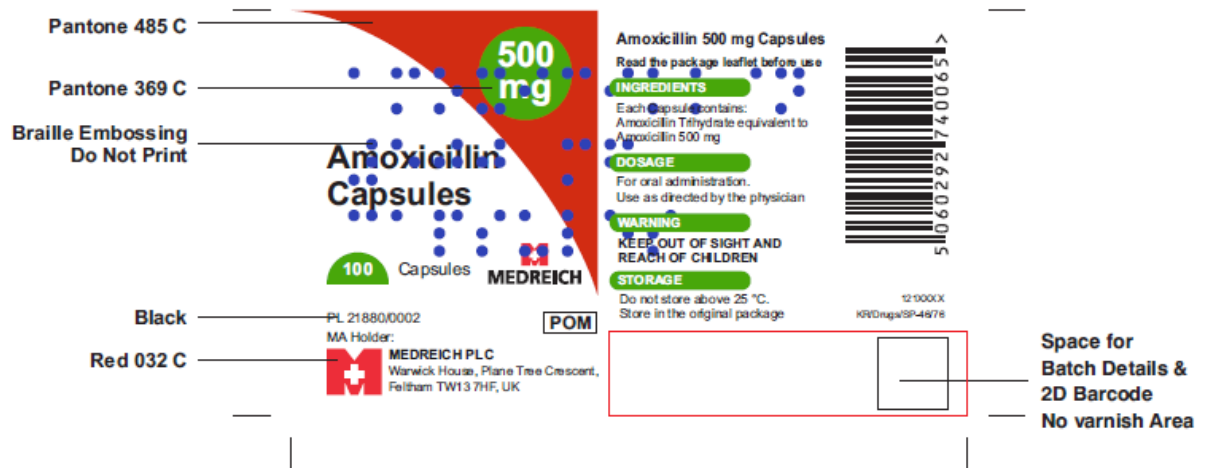 Pantone 485 C
Pantone 369 C
Braille Embossing
Do Not Print
Black
Red 032 C
500
mg
Amoxicillin
Capsules
100 Capsules
MEDREICH
PL 21880/0002
POM
MA Holder:
MEDREICH PLC
Warwick House, Plane Tree Crescent,
Feltham TW13 7HF, UK
Amoxicillin 500 mg Capsules
Read the package leaflet before use
INGREDIENTS
Each Capsule contains:
Amoxicillin Trihydrate equivalent to
Amoxicillin 500 mg
DOSAGE
For oral administration.
Use as directed by the physician
WARNING
KEEP OUT OF SIGHT AND
REACH OF CHILDREN
STORAGE
Do not store above 25 °C.
Store in the original package
5060292740065>
KR/Drugs/SP-46/76
Space for
Batch Details &
2D Barcode
No varnish Area